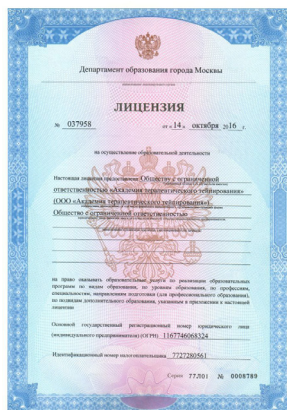 Департамент образования города Москвы
ЛИЦЕНЗИЯ
№ 037958
от «14» октября 2016 г.
на осуществление образовательной деятельности
Настоящая лицензия предоставлена Обществу с ограниченной
ответственностью «Академия терапевтического тейпирования»
(ООО «Академия терапевтического тейпирования»)
Общество с ограниченной ответственностью
на право оказывать образовательные услуги по реализации образовательных
программ по видам образования, по уровням образования, по профессиям,
специальностям, направлениям подготовки (для профессионального образования),
по подвидам дополнительного образования, указанным в приложении к настоящей
лицензии
Основной государственный регистрационный номер юридического лица
(индивидуального предпринимателя) (ОГРН) 1167746068324
Идентификационный номер налогоплательщика 7727280561
Серия 77Л01 № 0008789